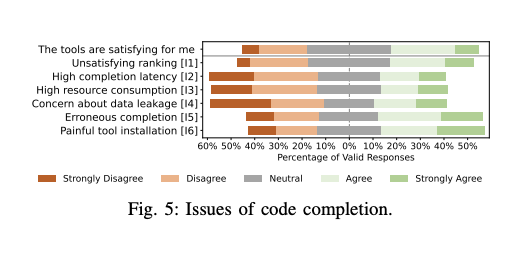 The tools are satisfying for me
Unsatisfying ranking [I1]
High completion latency [I2]
High resource consumption [I3]
Concern about data leakage [I4]
Erroneous completion [I5]
Painful tool installation [I6]
60% 50% 40% 30% 20% 10% 0% 10% 20% 30% 40% 50%
Percentage of Valid Responses
Strongly Disagree Disagree Neutral Agree Strongly Agree
Fig. 5: Issues of code completion.